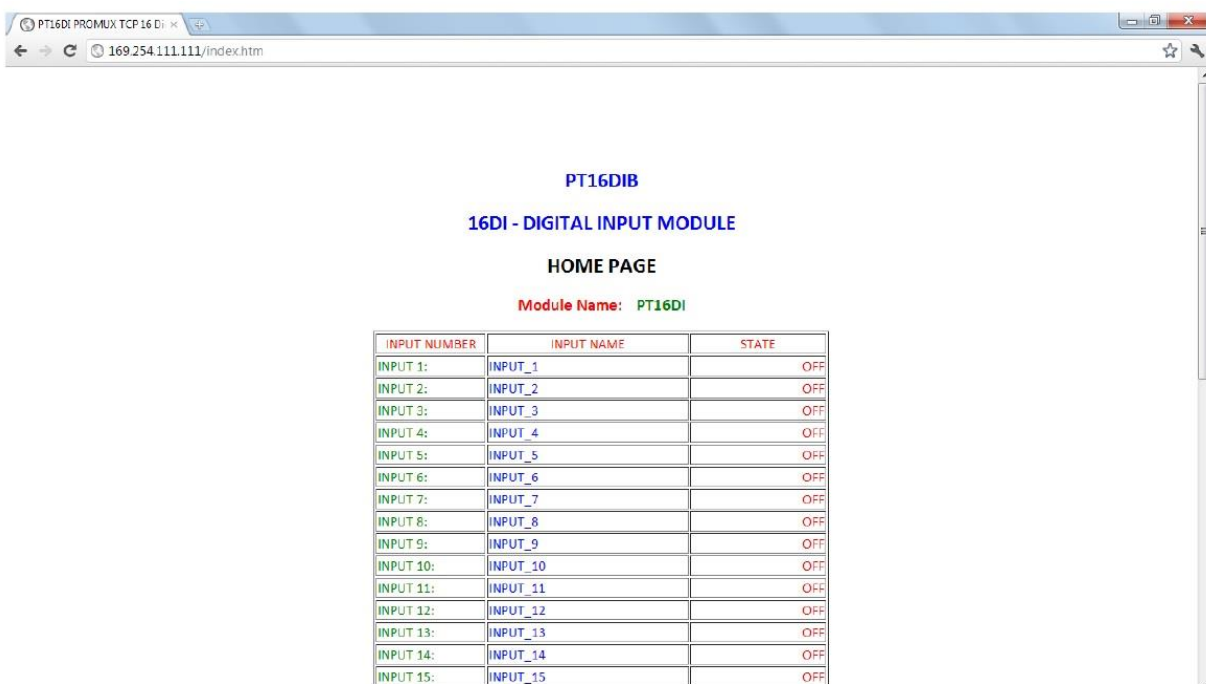 PT16DI PROMUX TCP 16 Di
169.254.111.111/index.htm
PT16DIB
16DI - DIGITAL INPUT MODULE
HOME PAGE
Module Name: PT16DI
INPUT NUMBER INPUT NAME STATE
INPUT 1: INPUT_1 OFF
INPUT 2: INPUT_2 OFF
INPUT 3: INPUT_3 OFF
INPUT 4: INPUT_4 OFF
INPUT 5: INPUT_5 OFF
INPUT 6: INPUT_6 OFF
INPUT 7: INPUT_7 OFF
INPUT 8: INPUT_8 OFF
INPUT 9: INPUT_9 OFF
INPUT 10: INPUT_10 OFF
INPUT 11: INPUT_11 OFF
INPUT 12: INPUT_12 OFF
INPUT 13: INPUT_13 OFF
INPUT 14: INPUT_14 OFF
INPUT 15: INPUT_15 OFF